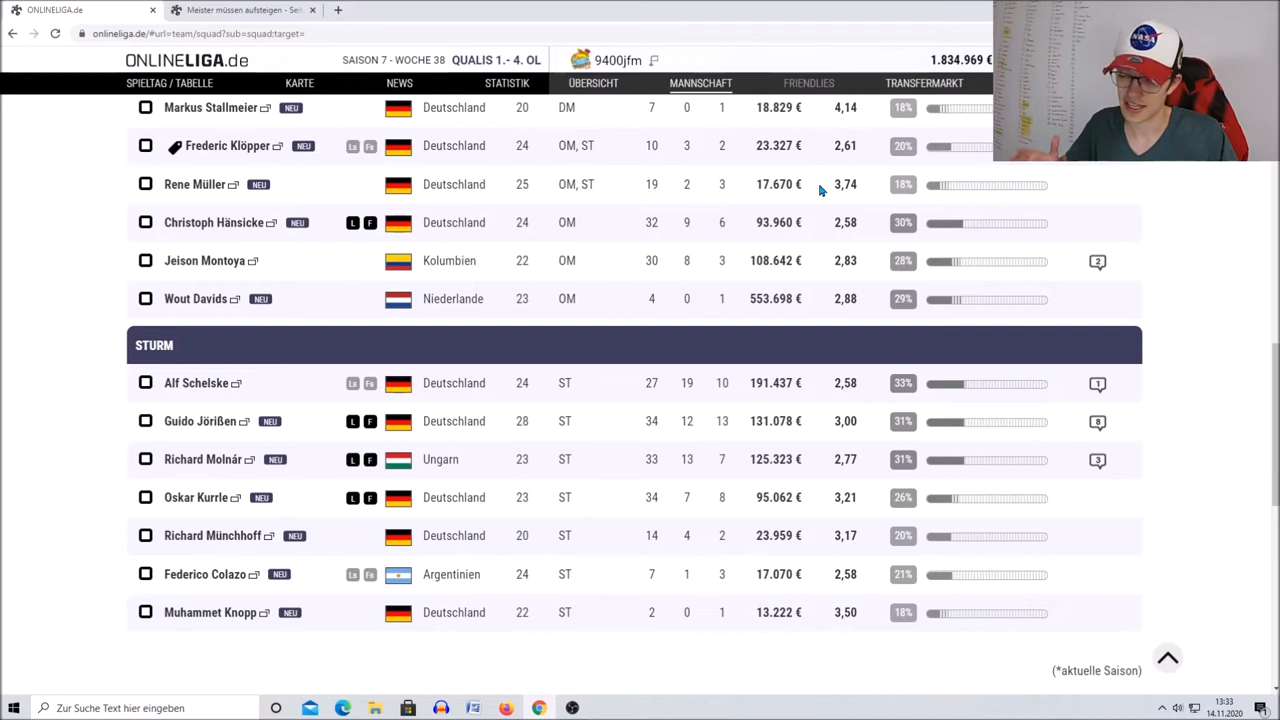 ONLINELIGA.de
Meister müssen aufsteigen - Sei
onlineliga.de/#url=team/squad?sub=squad;target=
ONLINELIGA.de SAISON 7 - WOCHE 38 QULLIS 1. - 4. OL 9400jfm 1.834.969 €
SPIELTAG / TABELLE KARTE NEWS STATISTIK ÜBERSICHT MANNSCHAFT TRANSFERMARKT
Markus Stallmeier NEU Deutschland 20 DM 7 0 1 18.825 € 4,14 18%
Frederic Klöpper NEU Ls Fs Deutschland 24 OM, ST 10 3 2 23.327 € 2,61 20%
Rene Müller NEU Deutschland 25 OM, ST 19 2 3 17.670 € 3,74 18%
Christoph Hänsicke NEU L F Deutschland 24 OM 32 9 6 93.960 € 2,58 30%
Jeison Montoya Kolumbien 22 OM 30 8 3 108.642 € 2,83 28% 2
Wout Davids NEU Niederlande 23 OM 4 0 1 553.698 € 2,88 29%
STURM
Alf Schelske Ls Fs Deutschland 24 ST 27 19 10 191.437 € 2,58 33% 1
Guido Jörißen NEU L F Deutschland 28 ST 34 12 13 131.078 € 3,00 31% 8
Richard Molnár NEU L F Ungarn 23 ST 33 13 7 125.323 € 2,77 31% 3
Oskar Kurrle NEU L F Deutschland 23 ST 34 7 8 95.062 € 3,21 26%
Richard Münchhoff NEU Deutschland 20 ST 14 4 2 23.959 € 3,17 20%
Federico Colazo NEU Ls Fs Argentinien 24 ST 7 1 3 17.070 € 2,58 21%
Muhammet Knopp NEU Deutschland 22 ST 2 0 1 13.222 € 3,50 18%
(*aktuelle Saison)
Zur Suche Text hier eingeben
13:33
14.11.2020
NASA